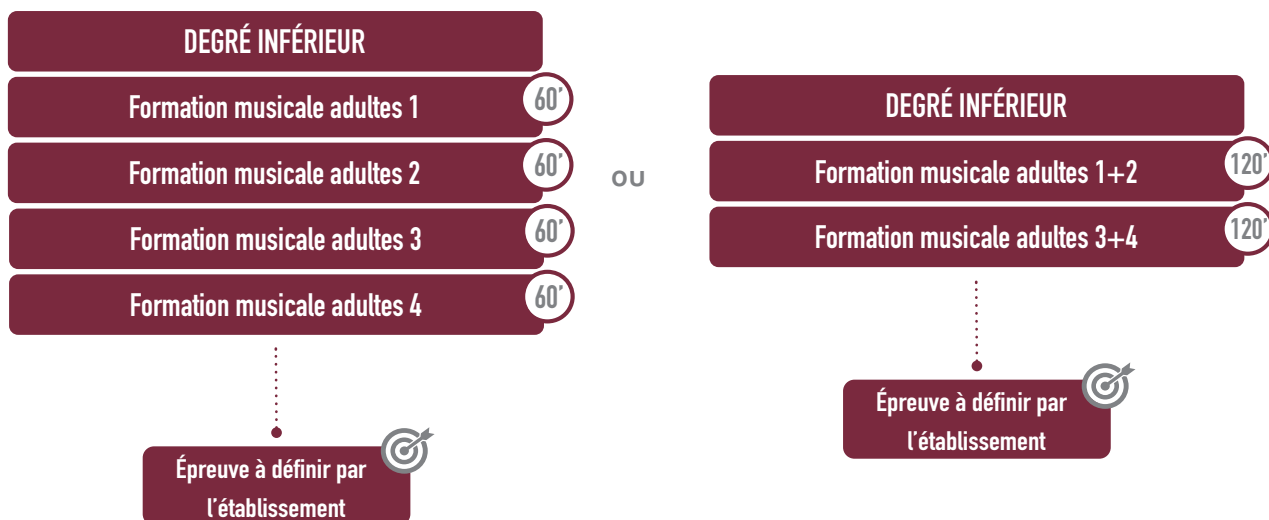 DEGRÉ INFÉRIEUR
Formation musicale adultes 1
60’
Formation musicale adultes 2
60’
Formation musicale adultes 3
60’
Formation musicale adultes 4
60’
Épreuve à définir par
l’établissement
ou
DEGRÉ INFÉRIEUR
Formation musicale adultes 1+2
120’
Formation musicale adultes 3+4
120’
Épreuve à définir par
l’établissement